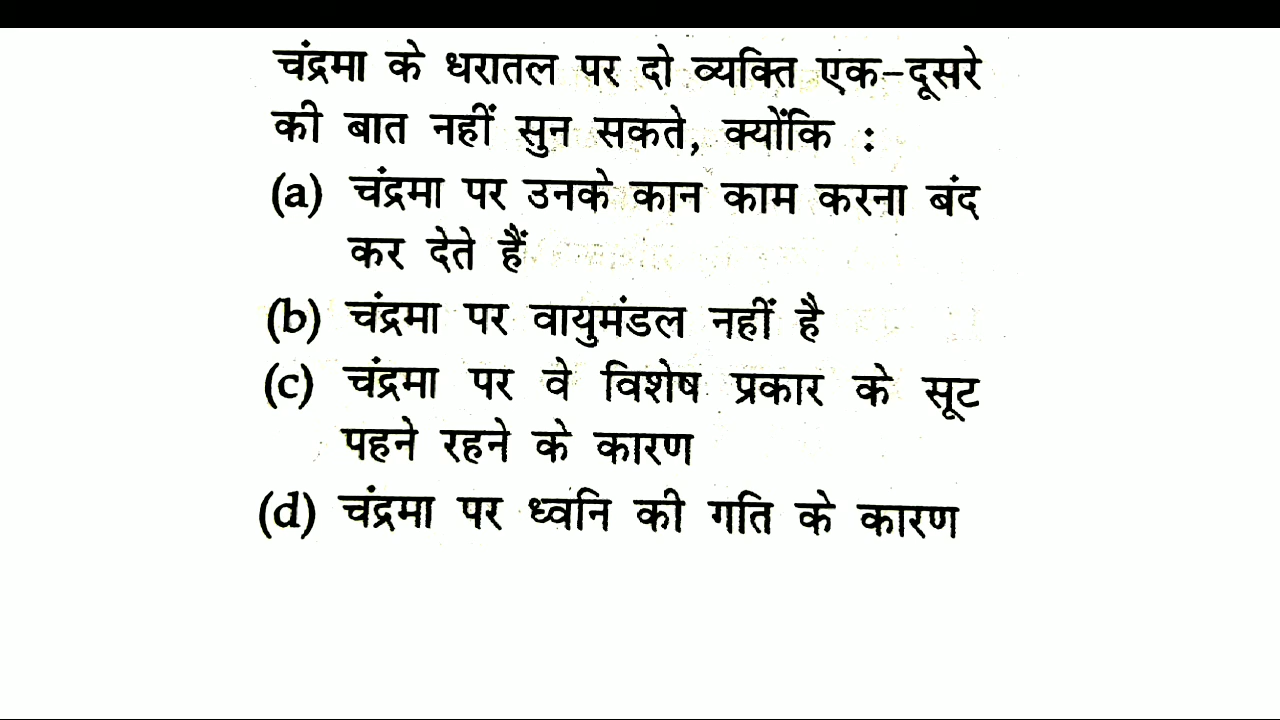 चंद्रमा के धरातल पर दो व्यक्ति एक-दूसरे
की बात नहीं सुन सकते, क्योंकि :
(a) चंद्रमा पर उनके कान काम करना बंद
कर देते हैं
(b) चंद्रमा पर वायुमंडल नहीं है
(c) चंद्रमा पर वे विशेष प्रकार के सूट
पहने रहने के कारण
(d) चंद्रमा पर ध्वनि की गति के कारण